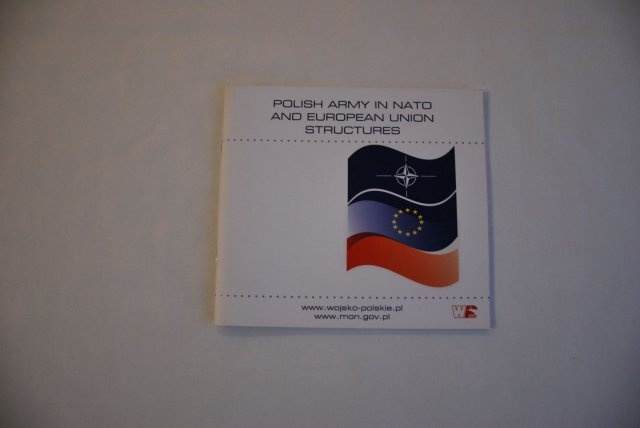 POLISH ARMY IN NATO
AND EUROPEAN UNION
STRUCTURES
www.wojsko-polskie.pl
www.mon.gov.pl